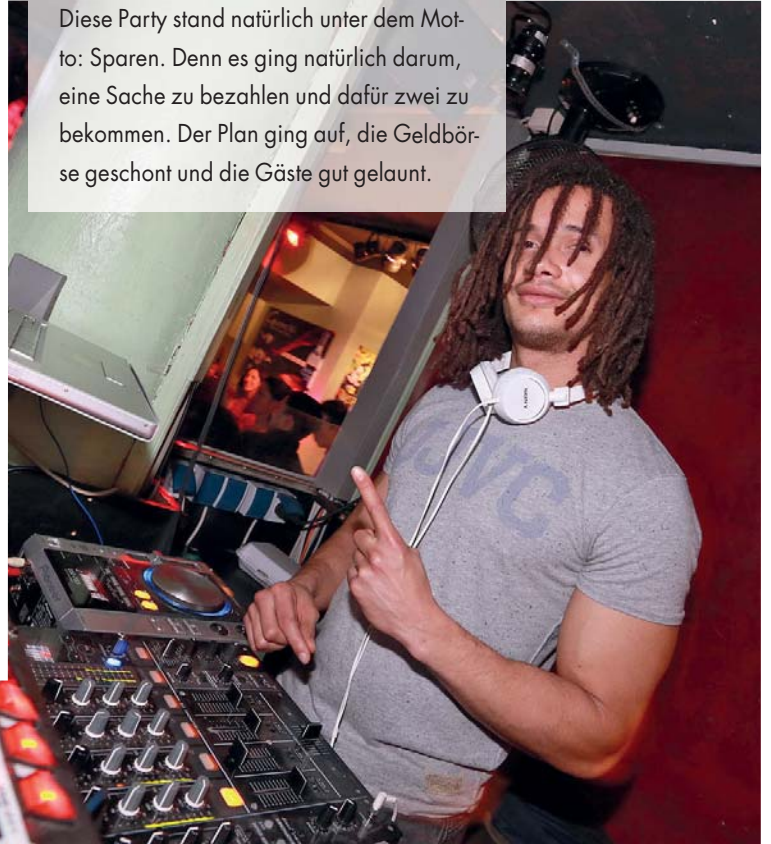 Diese Party stand natürlich unter dem Mot-
to: Sparen. Denn es ging natürlich darum,
eine Sache zu bezahlen und dafür zwei zu
bekommen. Der Plan ging auf, die Geldbör-
se geschont und die Gäste gut gelaunt.